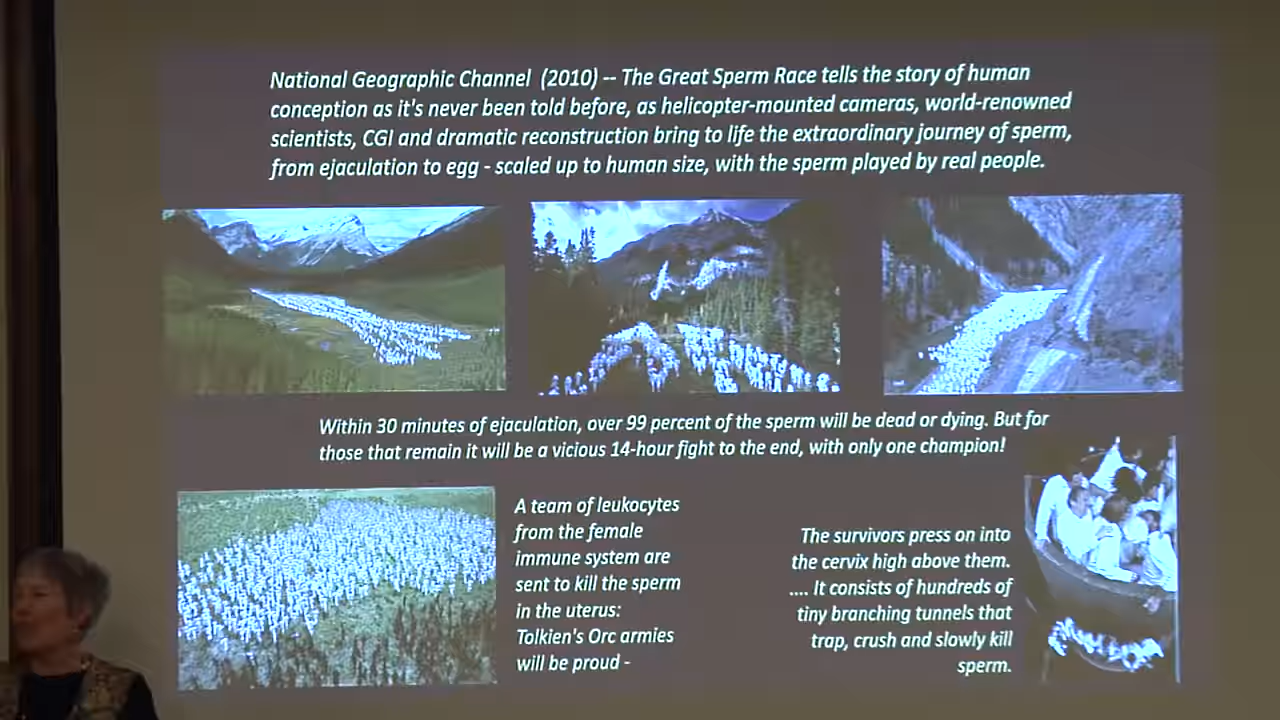 National Geographic Channel (2010) -- The Great Sperm Race tells the story of human
conception as it's never been told before, as helicopter-mounted cameras, world-renowned
scientists, CGI and dramatic reconstruction bring to life the extraordinary journey of sperm,
from ejaculation to egg - scaled up to human size, with the sperm played by real people.
Within 30 minutes of ejaculation, over 99 percent of the sperm will be dead or dying. But for
those that remain it will be a vicious 14-hour fight to the end, with only one champion!
A team of leukocytes
from the female
immune system are
sent to kill the sperm
in the uterus:
Tolkien's Orc armies
will be proud -
The survivors press on into
the cervix high above them.
.... It consists of hundreds of
tiny branching tunnels that
trap, crush and slowly kill
sperm.